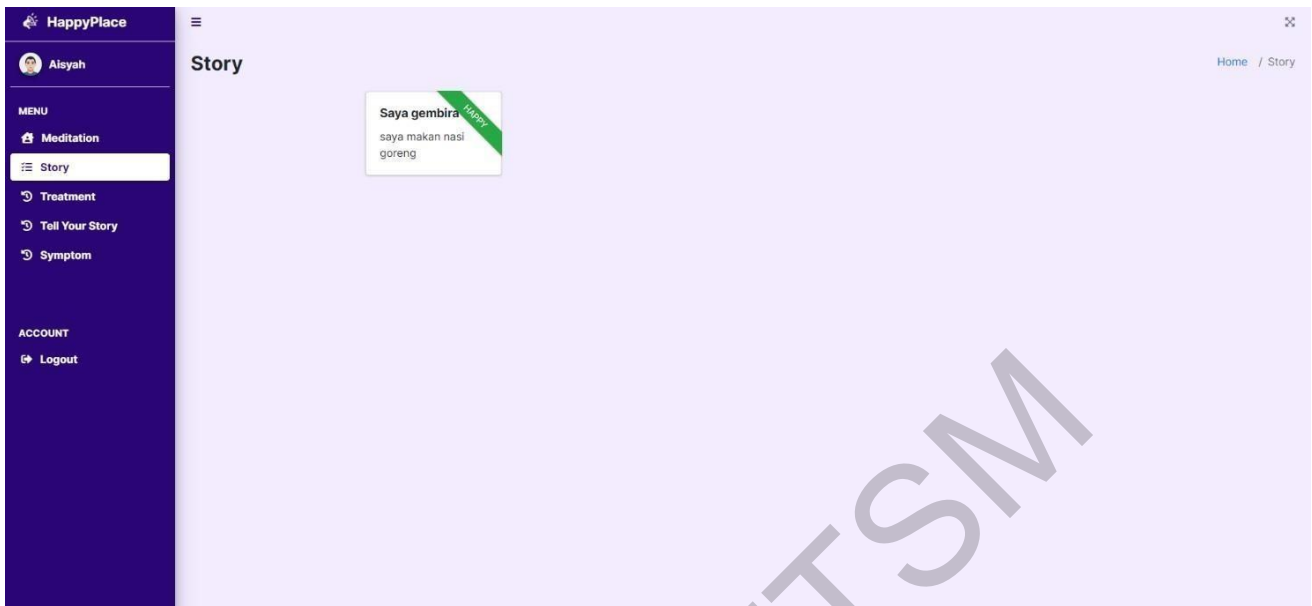 HappyPlace
Aisyah
Story
Home / Story
MENU
Meditation
Story
Treatment
Tell Your Story
Symptom
ACCOUNT
Logout
Saya gembira
HAPPY
saya makan nasi
goreng
TSM